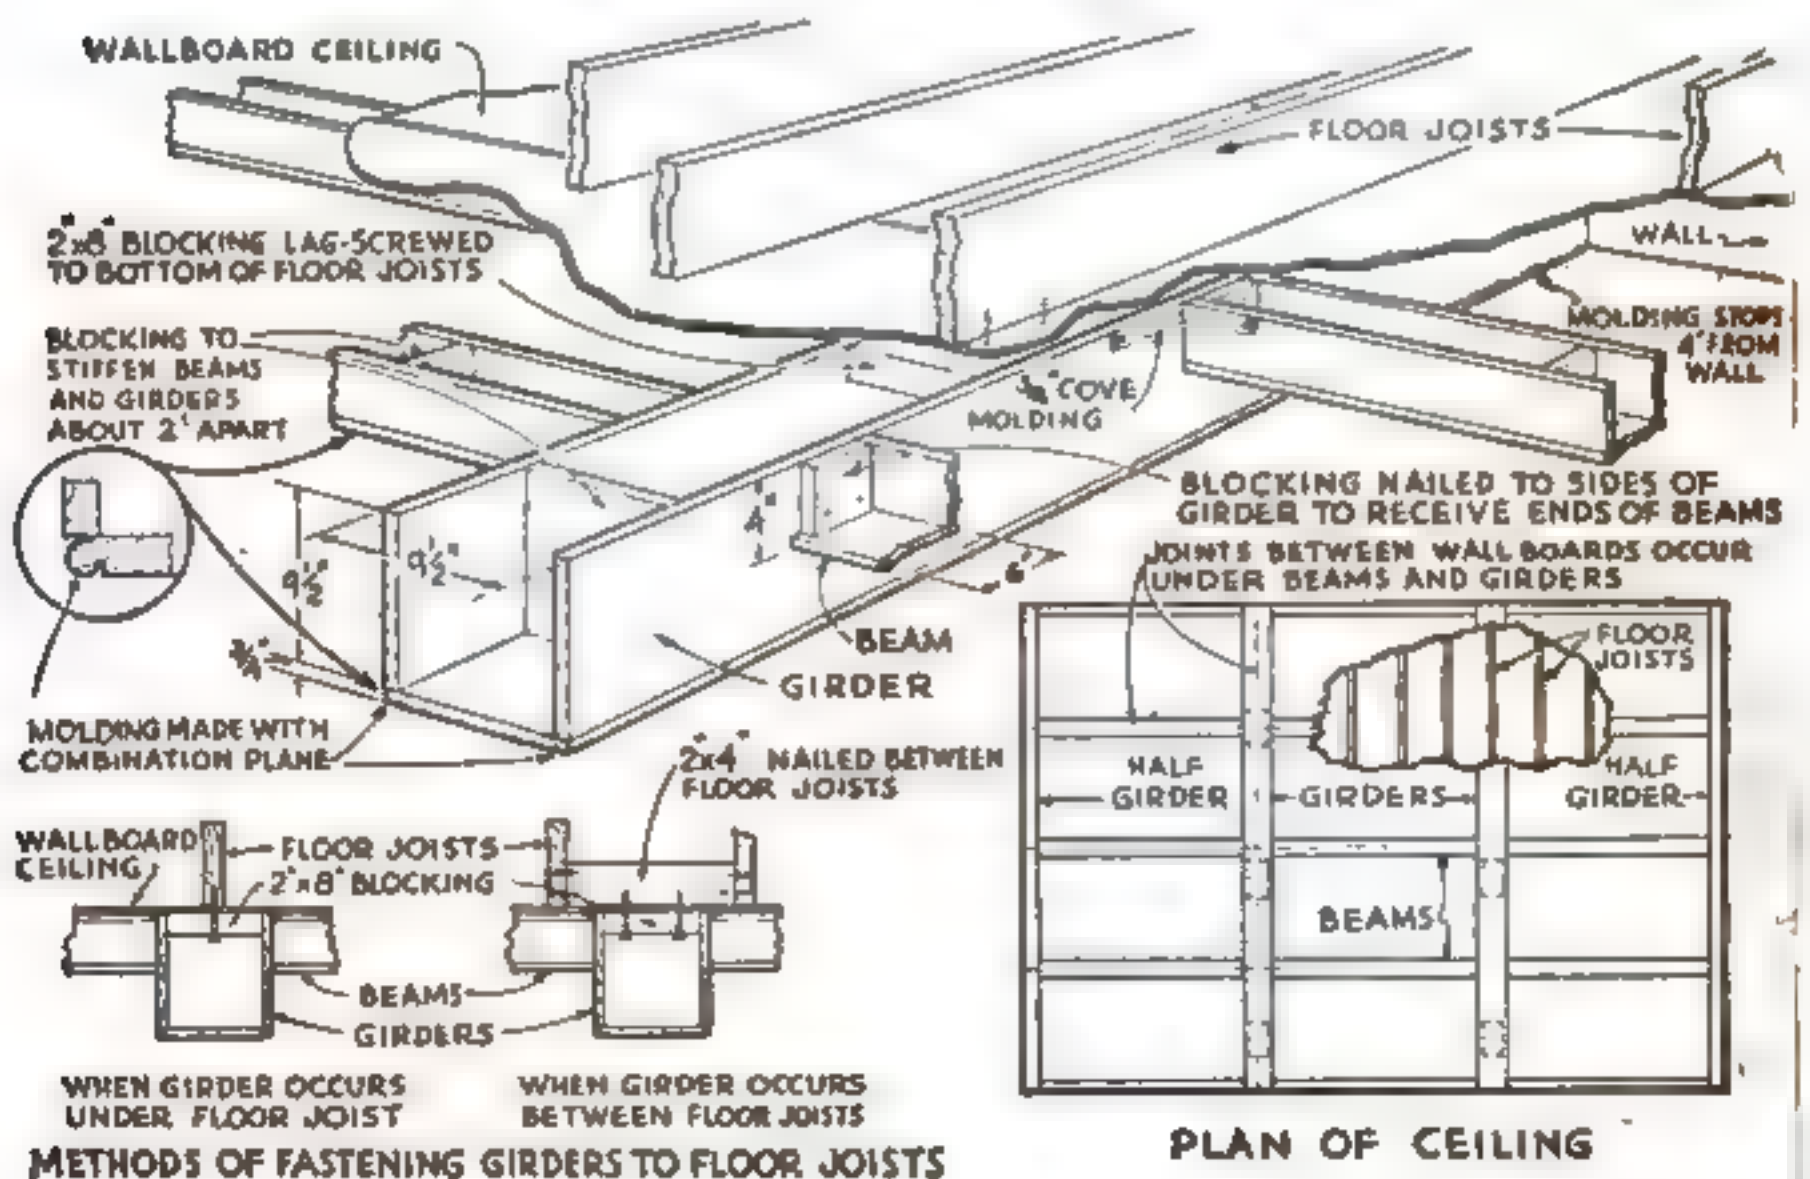 WALLBOARD CEILING
FLOOR JOISTS
2"x8" BLOCKING LAG-SCREWED
TO BOTTOM OF FLOOR JOISTS
WALL
BLOCKING TO
STIFFEN BEAMS
AND GIRDERS
ABOUT 2' APART
MOLDING STOPS
4" FROM
WALL
COVE
MOLDING
BLOCKING NAILED TO SIDES OF
GIRDER TO RECEIVE ENDS OF BEAMS
4"
9½"
9½"
6"
¾"
JOINTS BETWEEN WALL BOARDS OCCUR
UNDER BEAMS AND GIRDERS
BEAM
GIRDER
MOLDING MADE WITH
COMBINATION PLANE
2"x4" NAILED BETWEEN
FLOOR JOISTS
FLOOR
JOISTS
HALF
GIRDER
GIRDERS
HALF
GIRDER
BEAMS
WALLBOARD
CEILING
FLOOR JOISTS
2"x8" BLOCKING
BEAMS
GIRDERS
WHEN GIRDER OCCURS
UNDER FLOOR JOIST
WHEN GIRDER OCCURS
BETWEEN FLOOR JOISTS
METHODS OF FASTENING GIRDERS TO FLOOR JOISTS
PLAN OF CEILING